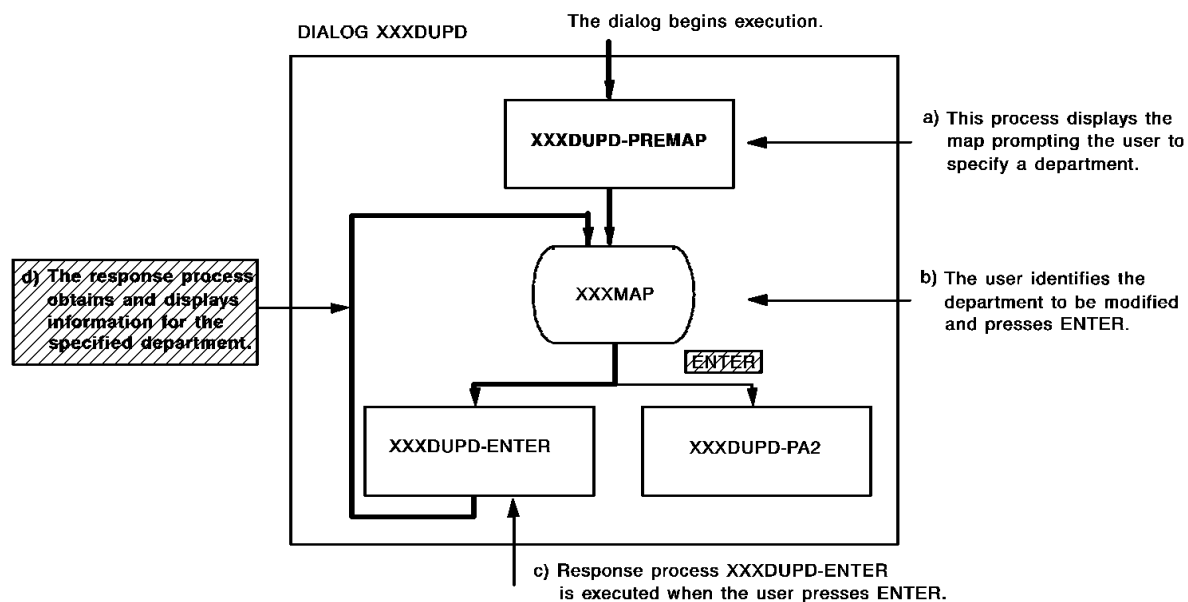 The dialog begins execution.
DIALOG XXXDUPD
XXXDUPD-PREMAP
a) This process displays the
map prompting the user to
specify a department.
d) The response process
obtains and displays
information for the
specified department.
XXXMAP
b) The user identifies the
department to be modified
and presses ENTER.
ENTER
XXXDUPD-ENTER
XXXDUPD-PA2
c) Response process XXXDUPD-ENTER
is executed when the user presses ENTER.